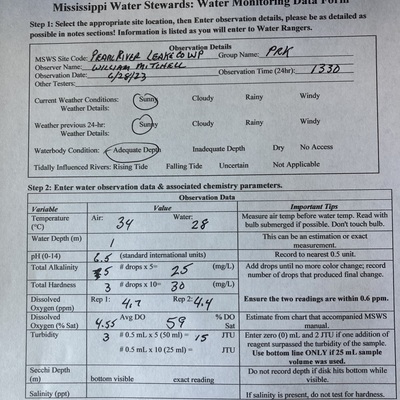 Mississippi Water Stewards: Water Monitoring Data Form
Step 1: Select the appropriate site location, then Enter observation details, please be as detailed as
possible in notes sections! Information is listed as you will enter to Water Rangers.
Observation Details
MSWS Site Code: PEARL RIVER LEAKE CO WP Group Name: PRK
Observer Name: WILLIAM MITCHELL
Observation Date: 6/28/23 Observation Time (24hr): 1330
Other Testers:
Current Weather Conditions: Sunny Cloudy Rainy Windy
Weather Details:
Weather previous 24-hr: Sunny Cloudy Rainy Windy
Weather Details:
Waterbody Condition: Adequate Depth Inadequate Depth Dry No Access
Tidally Influenced Rivers: Rising Tide Falling Tide Uncertain Not Applicable
Step 2: Enter water observation data & associated chemistry parameters.
Observation Data
Variable Value Important Tips
Temperature (°C) Air: 34 Water: 28 Measure air temp before water temp. Read with bulb submerged if possible. Don't touch bulb.
Water Depth (m) 1 This can be an estimation or exact measurement.
pH (0-14) 6.5 (standard international units) Record to nearest 0.5 unit.
Total Alkalinity 5 # drops x 5= 25 (mg/L) Add drops until no more color change; record number of drops that produced final change.
Total Hardness 3 # drops x 10= 30 (mg/L)
Dissolved Oxygen (ppm) Rep 1: 4.7 Rep 2: 4.4 Ensure the two readings are within 0.6 ppm.
Dissolved Oxygen (% Sat) 4.55 Avg DO 59 % DO Sat Estimate from chart that accompanied MSWS manual.
Turbidity 3 # 0.5 mL x 5 (50 ml) = 15 JTU Enter zero (0) mL and 2 JTU if one addition of reagent surpassed the turbidity of the sample.
# 0.5 mL x 10 (25 ml) = JTU Use bottom line ONLY if 25 mL sample volume was used.
Secchi Depth (m) bottom visible exact reading Do not record depth if disk hits bottom while visible.
Salinity (ppt) If salinity is present, do not test for hardness.